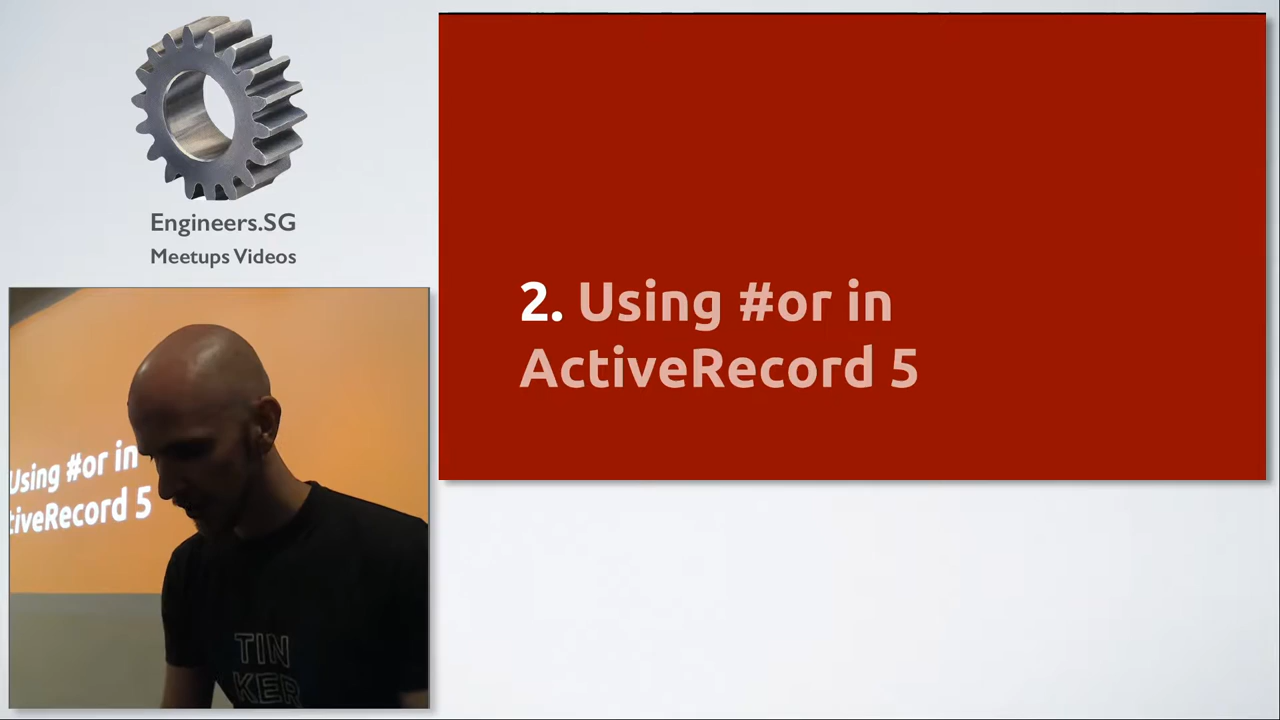 Engineers.SG
Meetups Videos
2. Using #or in
ActiveRecord 5
Using #or in
tiveRecord 5
TIN
KER